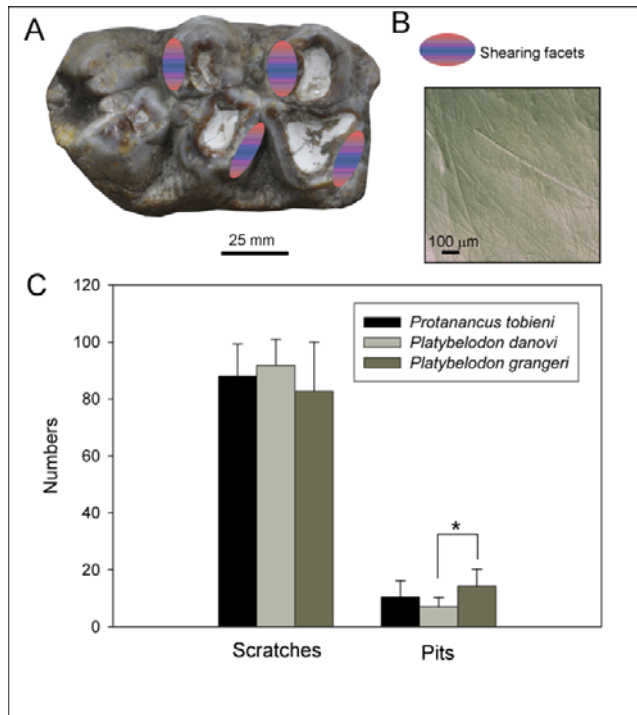 A
B
Shearing facets
25 mm
100 μm
C
120
100
80
60
40
20
0
Numbers
Protanancus tobieni
Platybelodon danovi
Platybelodon grangeri
*
Scratches
Pits